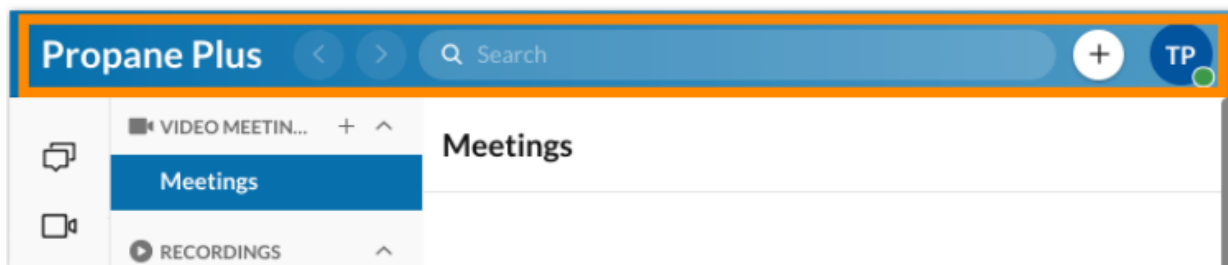 Propane Plus
Search
+
TP
VIDEO MEETIN... +
Meetings
RECORDINGS
Meetings